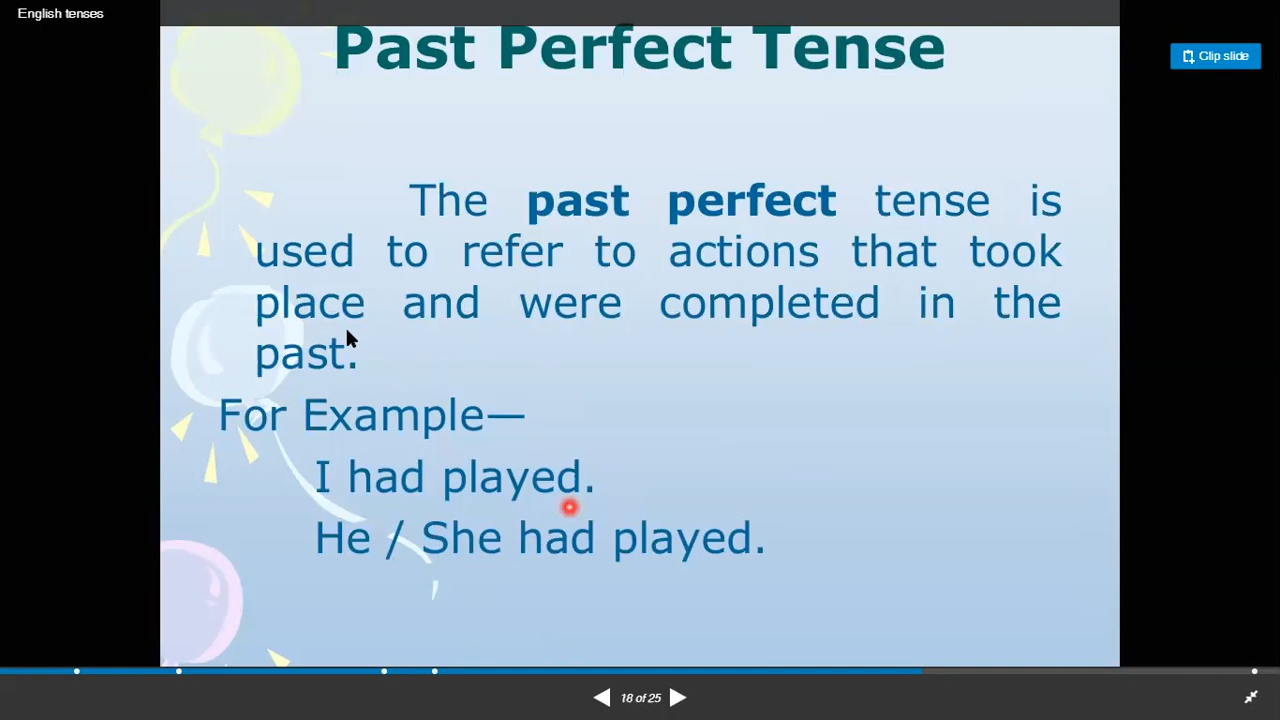 English tenses
Past Perfect Tense
Clip slide
The past perfect tense is
used to refer to actions that took
place and were completed in the
past.
For Example—
I had played.
He / She had played.
18 of 25